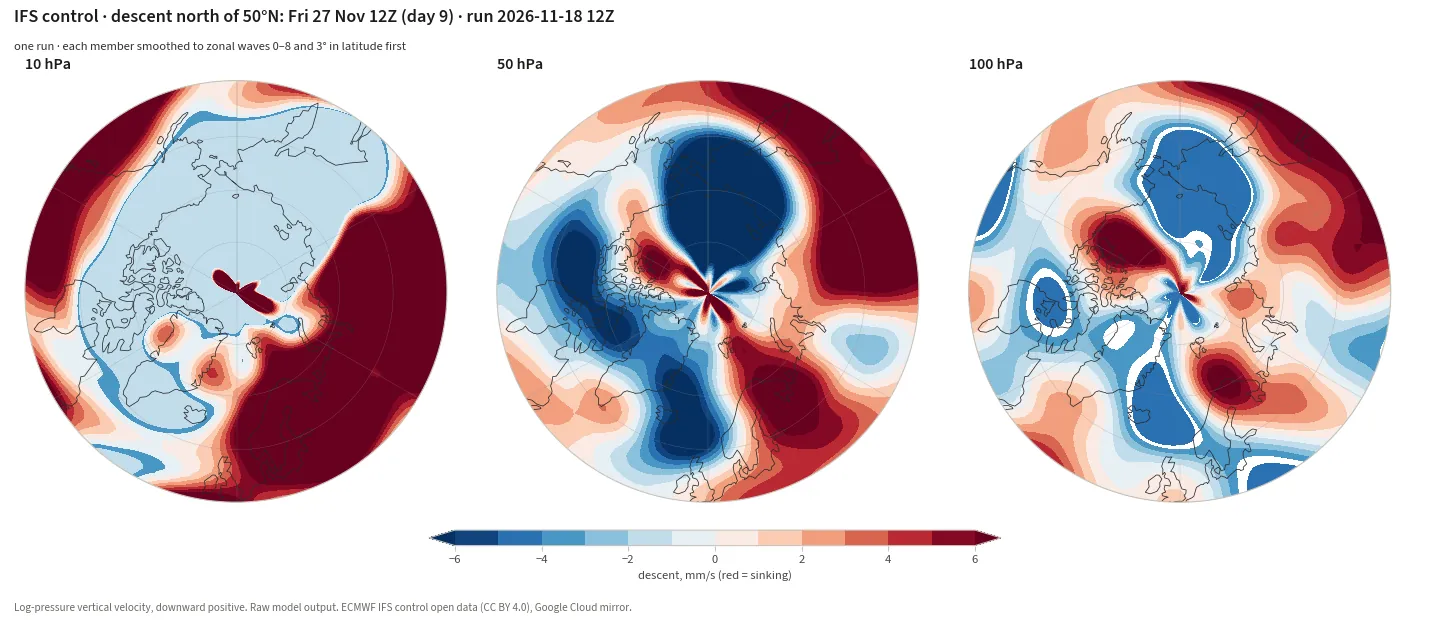 IFS control · descent north of 50°N: Fri 27 Nov 12Z (day 9) · run 2026-11-18 12Z
one run · each member smoothed to zonal waves 0–8 and 3° in latitude first
10 hPa
50 hPa
100 hPa
−6
−4
−2
0
2
4
6
descent, mm/s (red = sinking)
Log-pressure vertical velocity, downward positive. Raw model output. ECMWF IFS control open data (CC BY 4.0), Google Cloud mirror.